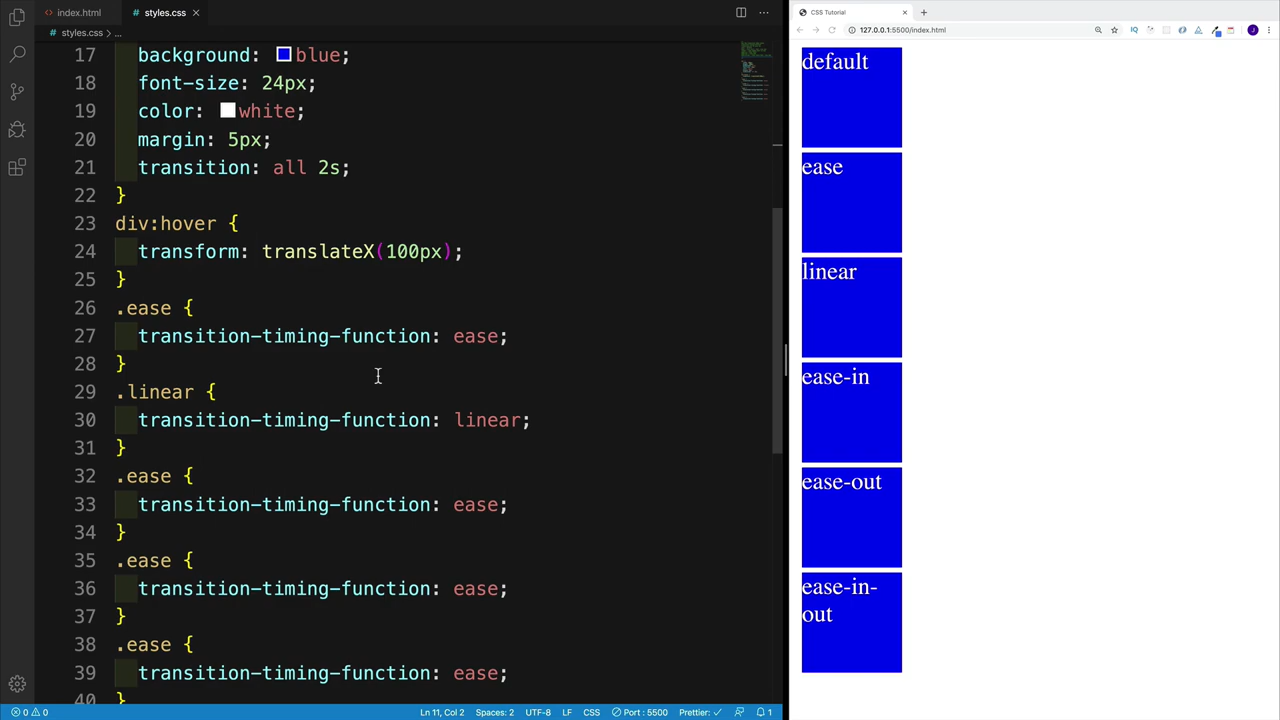 index.html
styles.css
styles.css > ...
17 background: blue;
18 font-size: 24px;
19 color: white;
20 margin: 5px;
21 transition: all 2s;
22 }
23 div:hover {
24 transform: translateX(100px);
25 }
26 .ease {
27 transition-timing-function: ease;
28 }
29 .linear {
30 transition-timing-function: linear;
31 }
32 .ease {
33 transition-timing-function: ease;
34 }
35 .ease {
36 transition-timing-function: ease;
37 }
38 .ease {
39 transition-timing-function: ease;
40 }
0 0
Ln 11, Col 2
Spaces: 2
UTF-8
LF
CSS
Port : 5500
Prettier: ✓
1
CSS Tutorial
127.0.0.1:5500/index.html
IQ
J
default
ease
linear
ease-in
ease-out
ease-in-
out